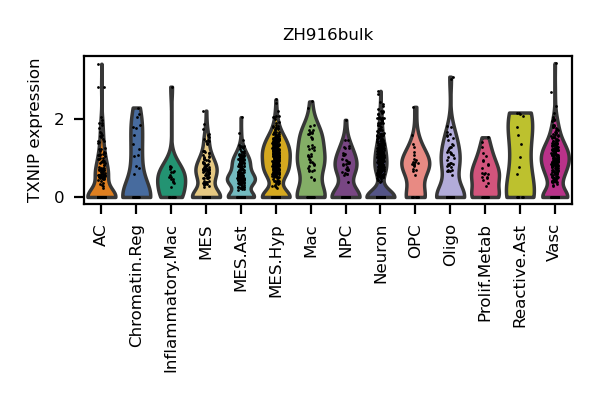 ZH916bulk
TXNIP expression
2
0
AC
Chromatin.Reg
Inflammatory.Mac
MES
MES.Ast
MES.Hyp
Mac
NPC
Neuron
OPC
Oligo
Prolif.Metab
Reactive.Ast
Vasc